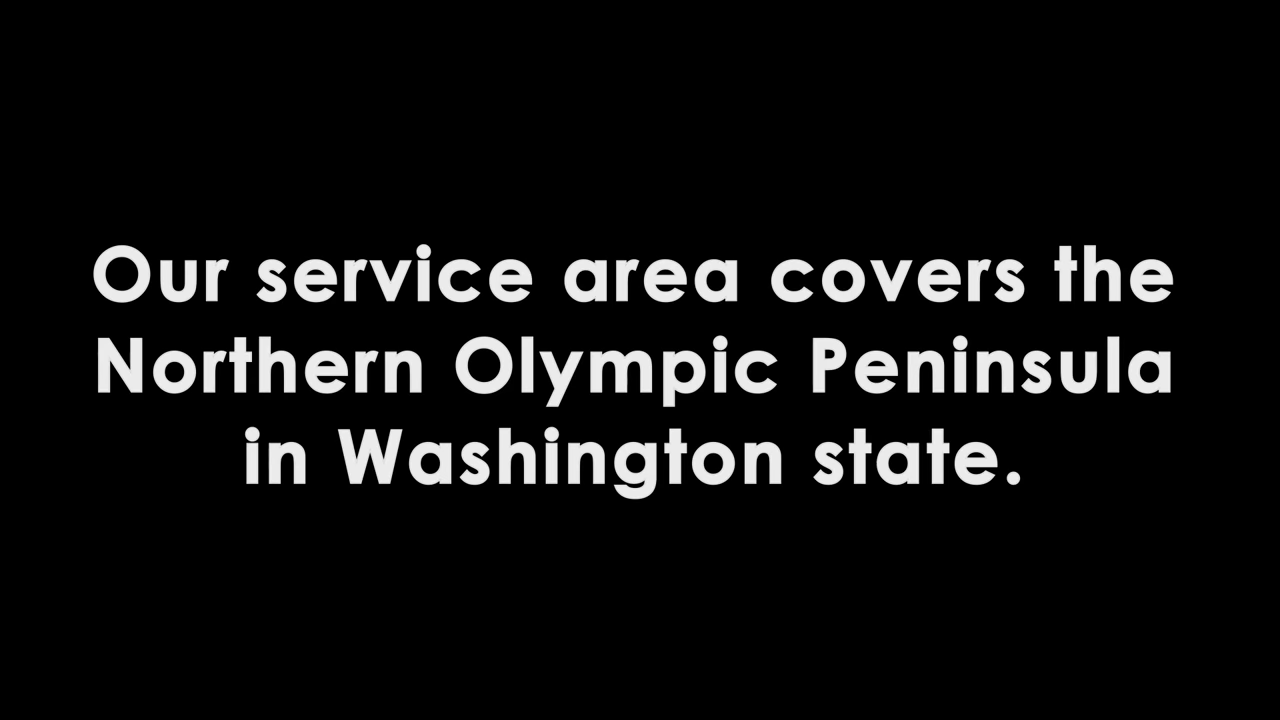 Our service area covers the
Northern Olympic Peninsula
in Washington state.